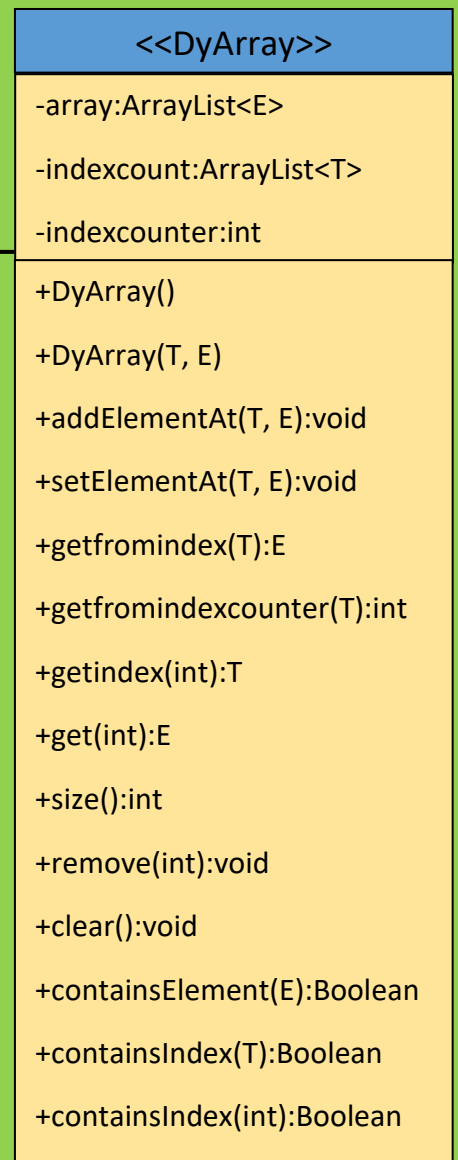 <<DyArray>>
-array:ArrayList<E>
-indexcount:ArrayList<T>
-indexcounter:int
+DyArray()
+DyArray(T, E)
+addElementAt(T, E):void
+setElementAt(T, E):void
+getfromindex(T):E
+getfromindexcounter(T):int
+getindex(int):T
+get(int):E
+size():int
+remove(int):void
+clear():void
+containsElement(E):Boolean
+containsIndex(T):Boolean
+containsIndex(int):Boolean